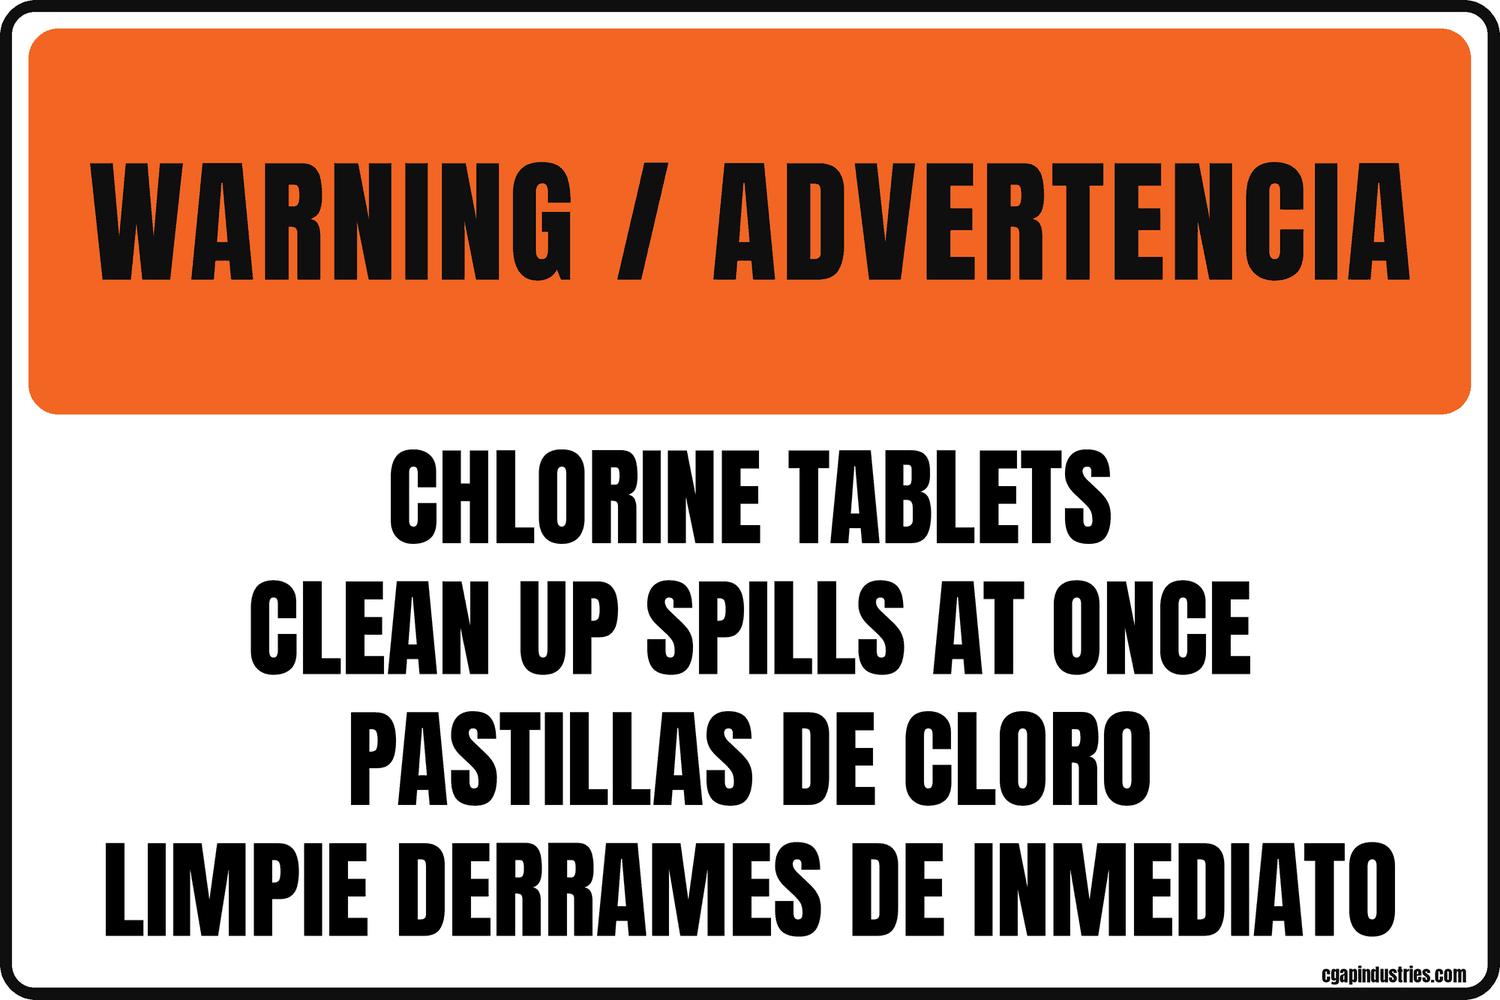 WARNING / ADVERTENCIA
CHLORINE TABLETS
CLEAN UP SPILLS AT ONCE
PASTILLAS DE CLORO
LIMPIE DERRAMES DE INMEDIATO
cgapindustries.com